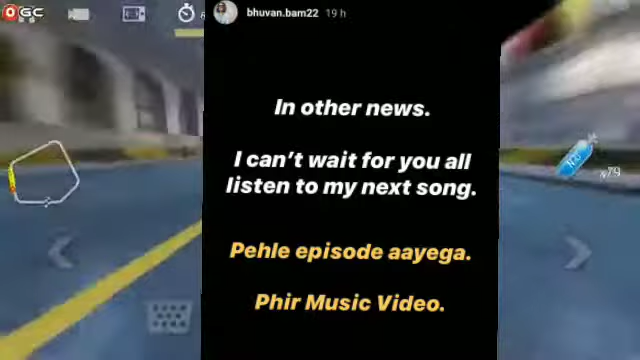 GC
bhuvan.bam22 19 h
In other news.
I can't wait for you all
listen to my next song.
Pehle episode aayega.
Phir Music Video.